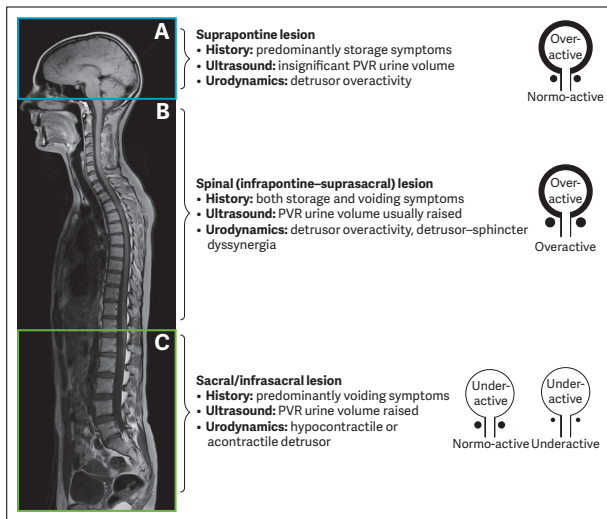 A
Suprapontine lesion
• History: predominantly storage symptoms
• Ultrasound: insignificant PVR urine volume
• Urodynamics: detrusor overactivity
Over-
active
Normo-active
B
Spinal (infrapontine–suprasacral) lesion
• History: both storage and voiding symptoms
• Ultrasound: PVR urine volume usually raised
• Urodynamics: detrusor overactivity, detrusor–sphincter
dyssynergia
Over-
active
Overactive
C
Sacral/infrasacral lesion
• History: predominantly voiding symptoms
• Ultrasound: PVR urine volume raised
• Urodynamics: hypocontractile or
acontractile detrusor
Under-
active
Normo-active
Under-
active
Underactive